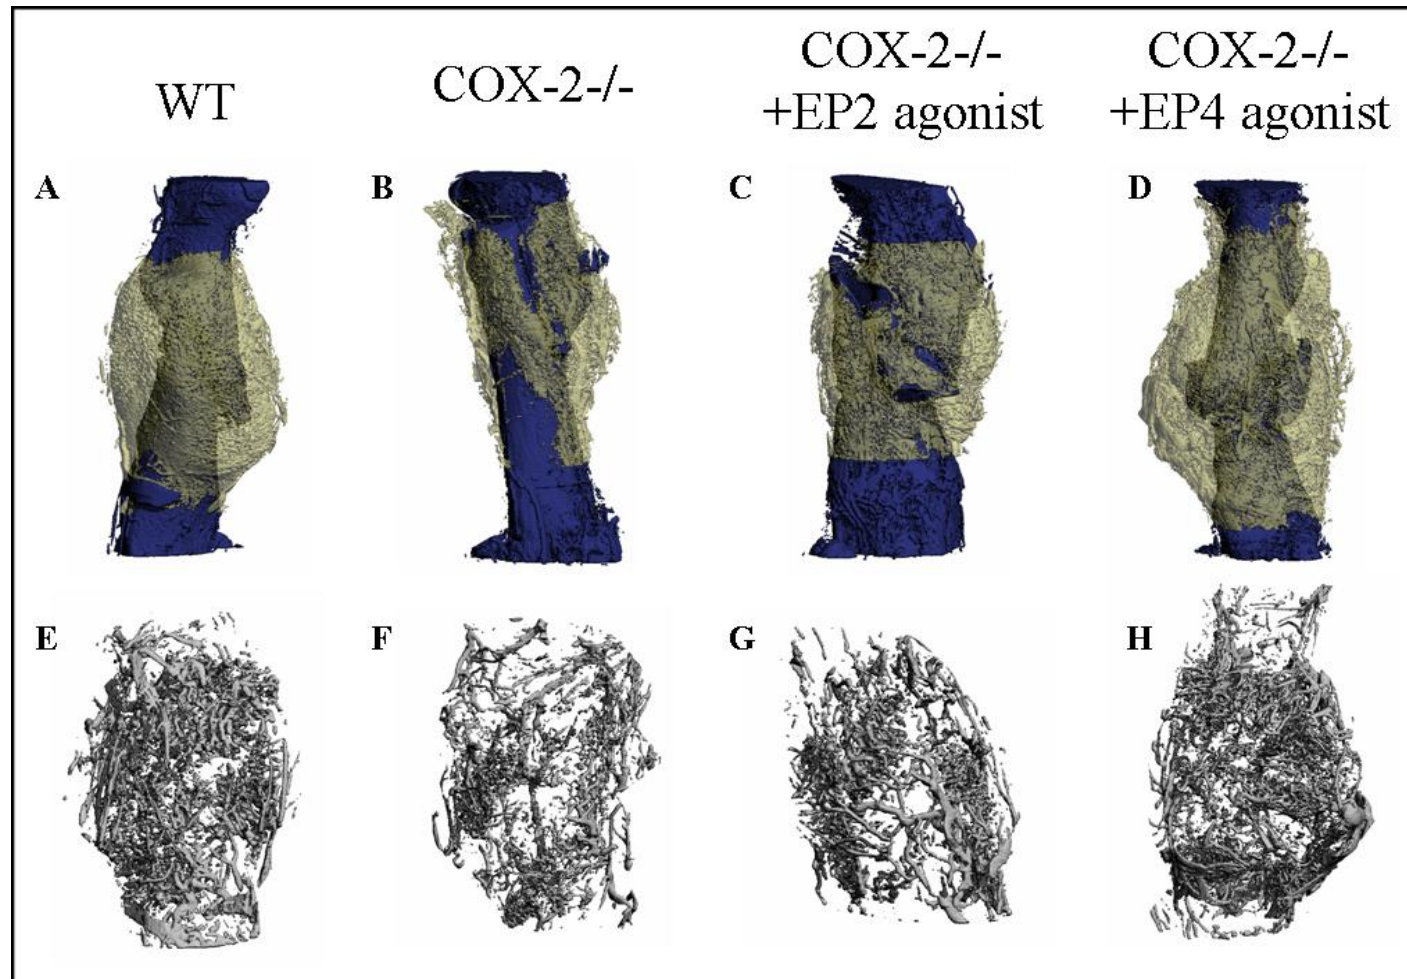 WT
COX-2-/-
COX-2-/-
+EP2 agonist
COX-2-/-
+EP4 agonist
A
B
C
D
E
F
G
H